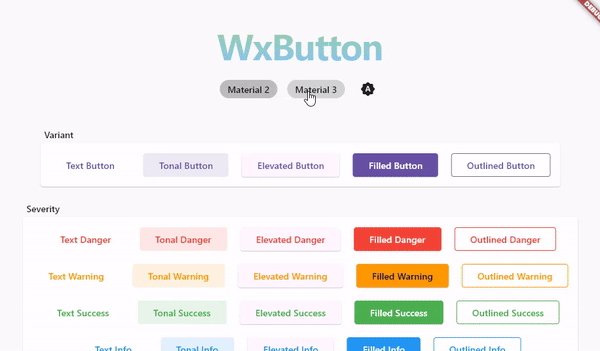 DEBUG
WxButton
Material 2 Material 3 A
Variant
Text Button Tonal Button Elevated Button Filled Button Outlined Button
Severity
Text Danger Tonal Danger Elevated Danger Filled Danger Outlined Danger
Text Warning Tonal Warning Elevated Warning Filled Warning Outlined Warning
Text Success Tonal Success Elevated Success Filled Success Outlined Success
Text Info Tonal Info Elevated Info Filled Info Outlined Info